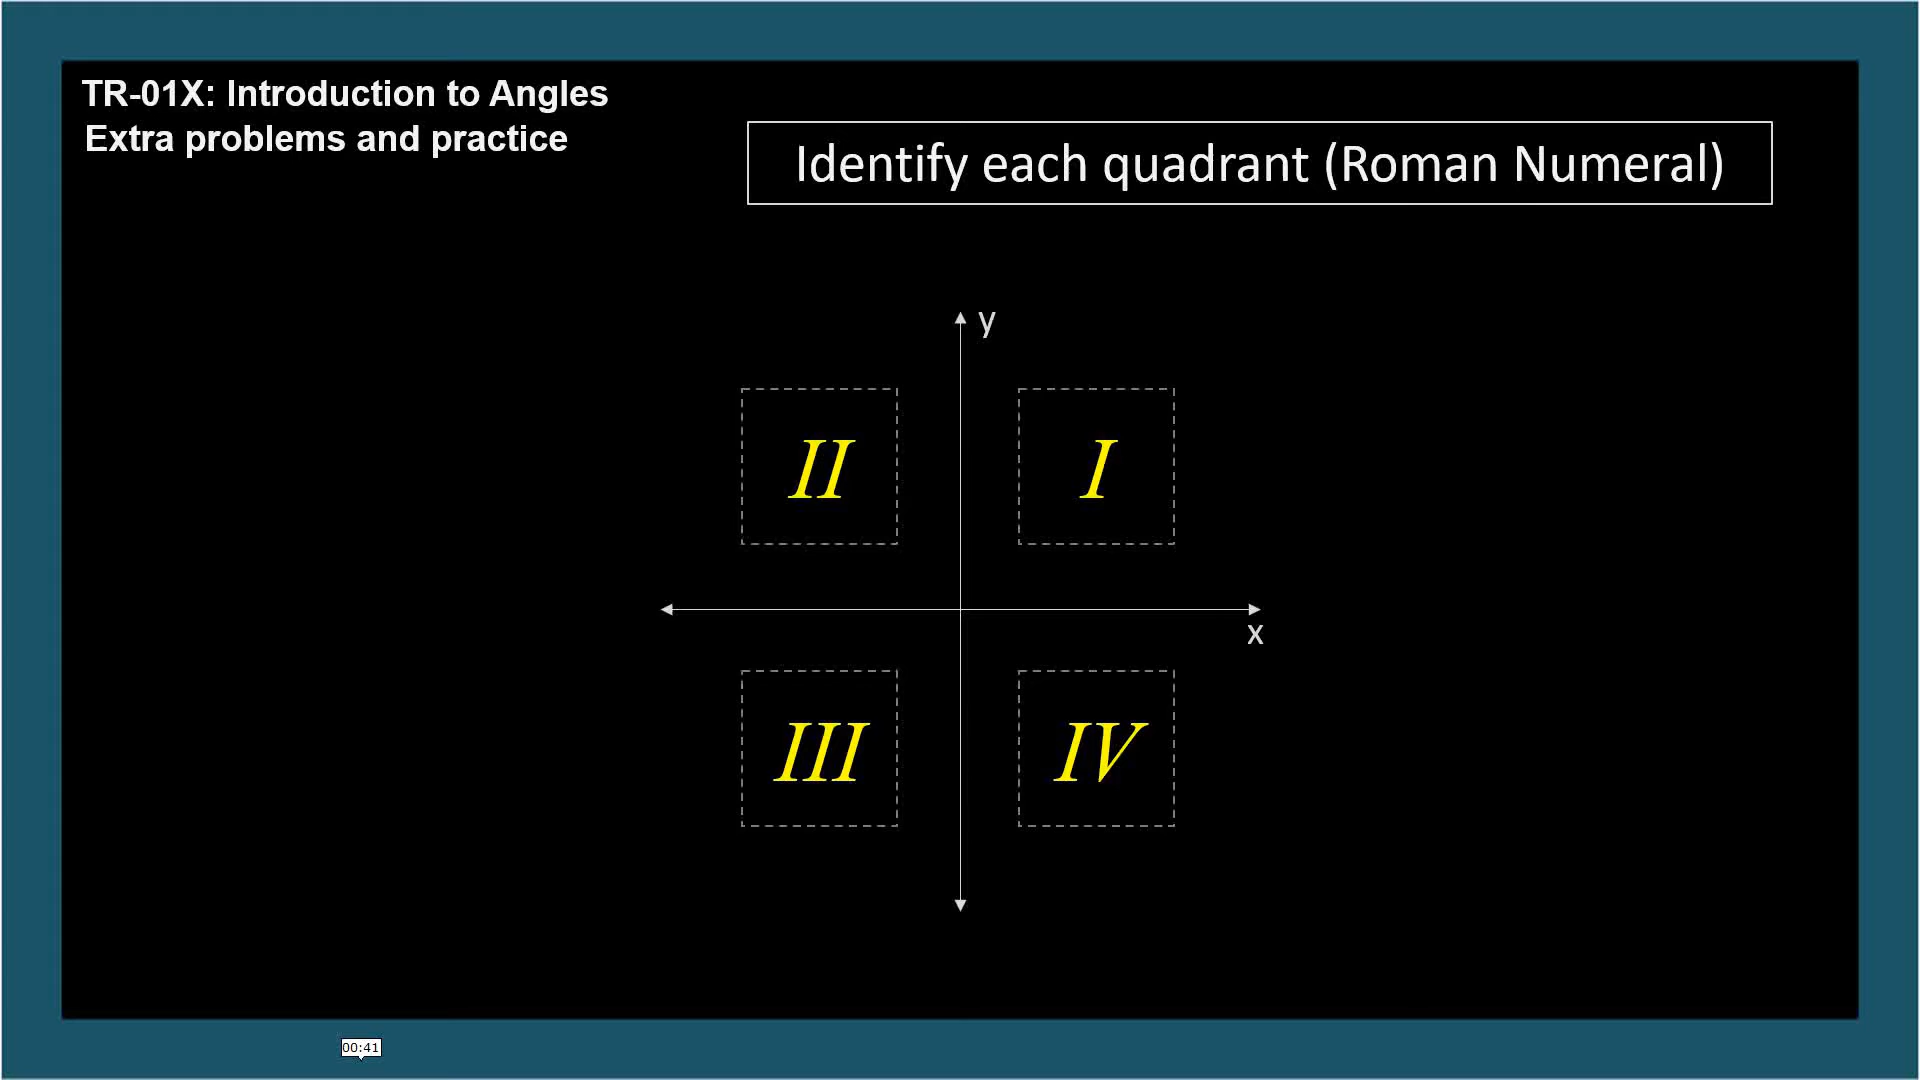 TR-01X: Introduction to Angles
Extra problems and practice
Identify each quadrant (Roman Numeral)
y
II
I
x
III
IV
00:41